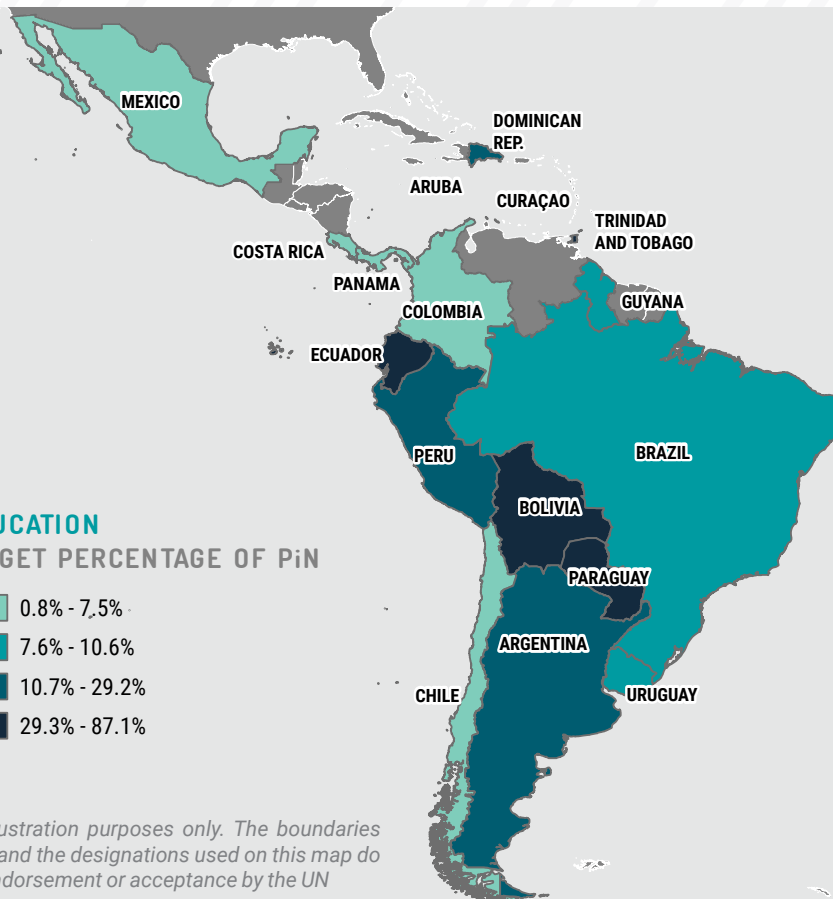 MEXICO
DOMINICAN
REP.
ARUBA
CURAÇAO
TRINIDAD
AND TOBAGO
COSTA RICA
PANAMA
GUYANA
COLOMBIA
ECUADOR
PERU
BRAZIL
BOLIVIA
PARAGUAY
ARGENTINA
CHILE
URUGUAY
UCATION
GET PERCENTAGE OF PiN
0.8% - 7.5%
7.6% - 10.6%
10.7% - 29.2%
29.3% - 87.1%
ustration purposes only. The boundaries
and the designations used on this map do
ndorsement or acceptance by the UN